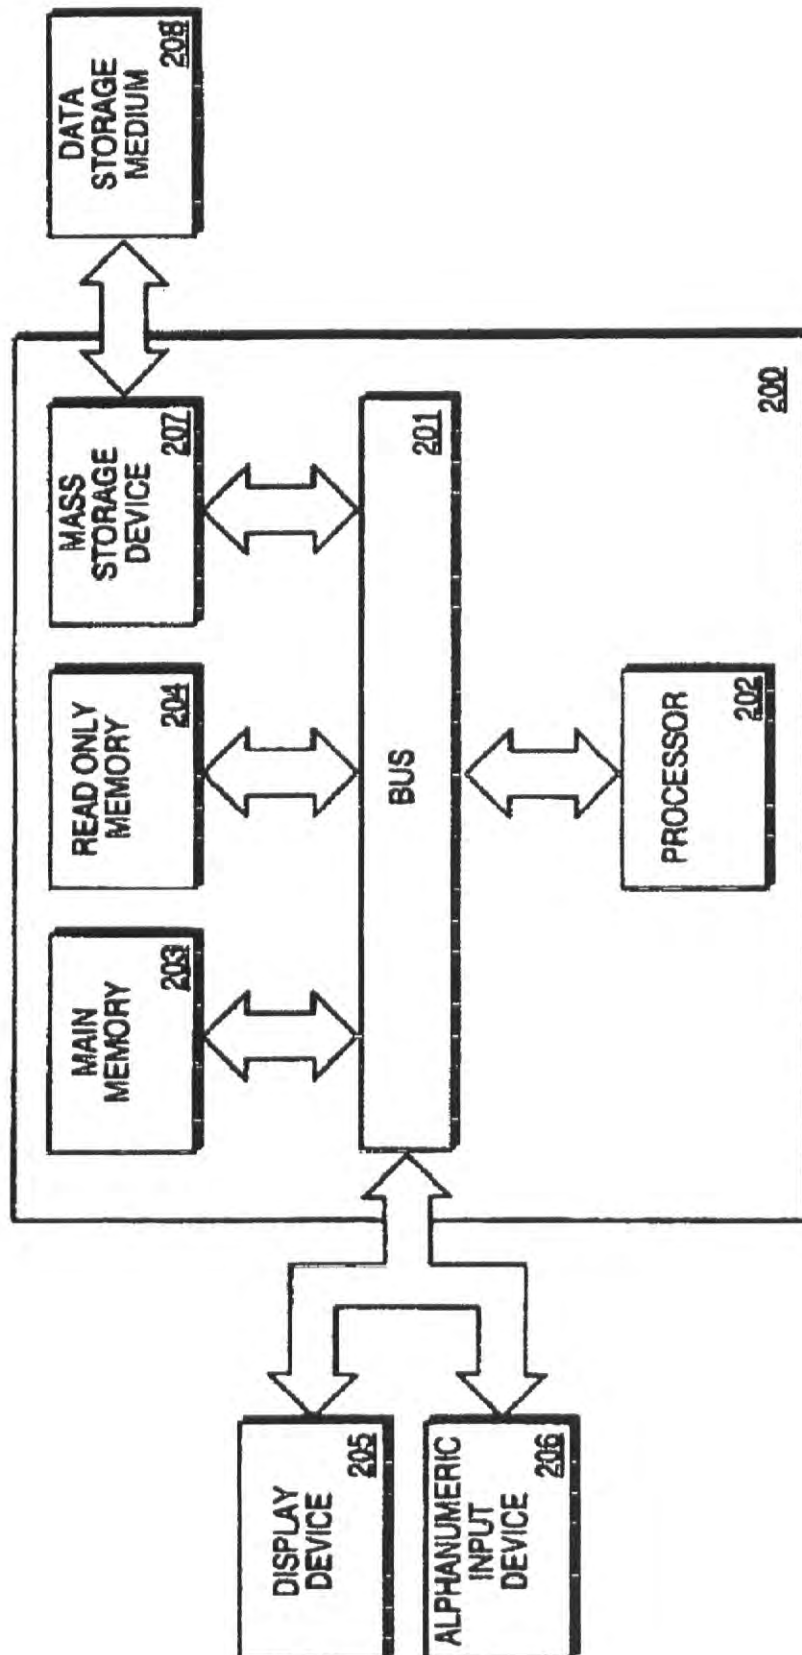 MAIN
MEMORY
203
READ ONLY
MEMORY
204
MASS
STORAGE
DEVICE
207
DATA
STORAGE
MEDIUM
208
DISPLAY
DEVICE
205
BUS
201
ALPHANUMERIC
INPUT
DEVICE
206
PROCESSOR
202
200